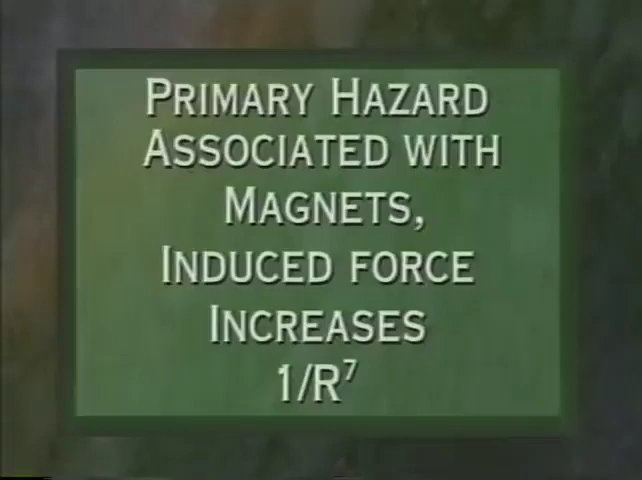 PRIMARY HAZARD
ASSOCIATED WITH
MAGNETS,
INDUCED FORCE
INCREASES
1/R⁷